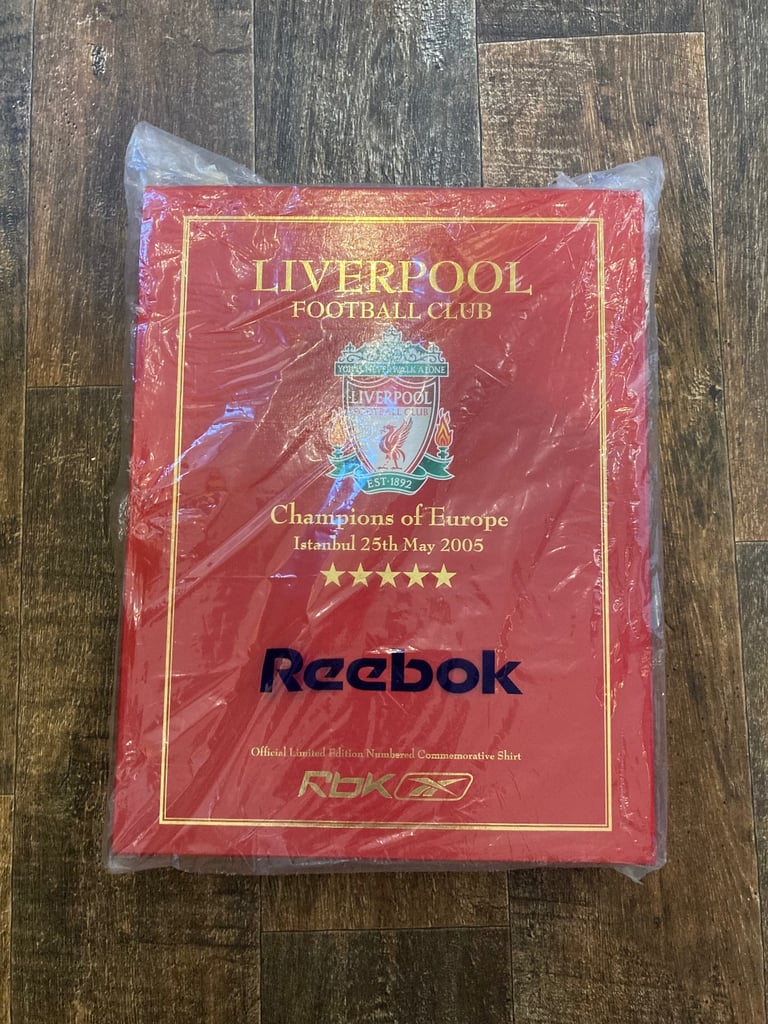 LIVERPOOL
FOOTBALL CLUB
YOU'LL NEVER WALK ALONE
LIVERPOOL
FOOTBALL CLUB
EST·1892
Champions of Europe
Istanbul 25th May 2005
Reebok
Official Limited Edition Numbered Commemorative Shirt
Rbk